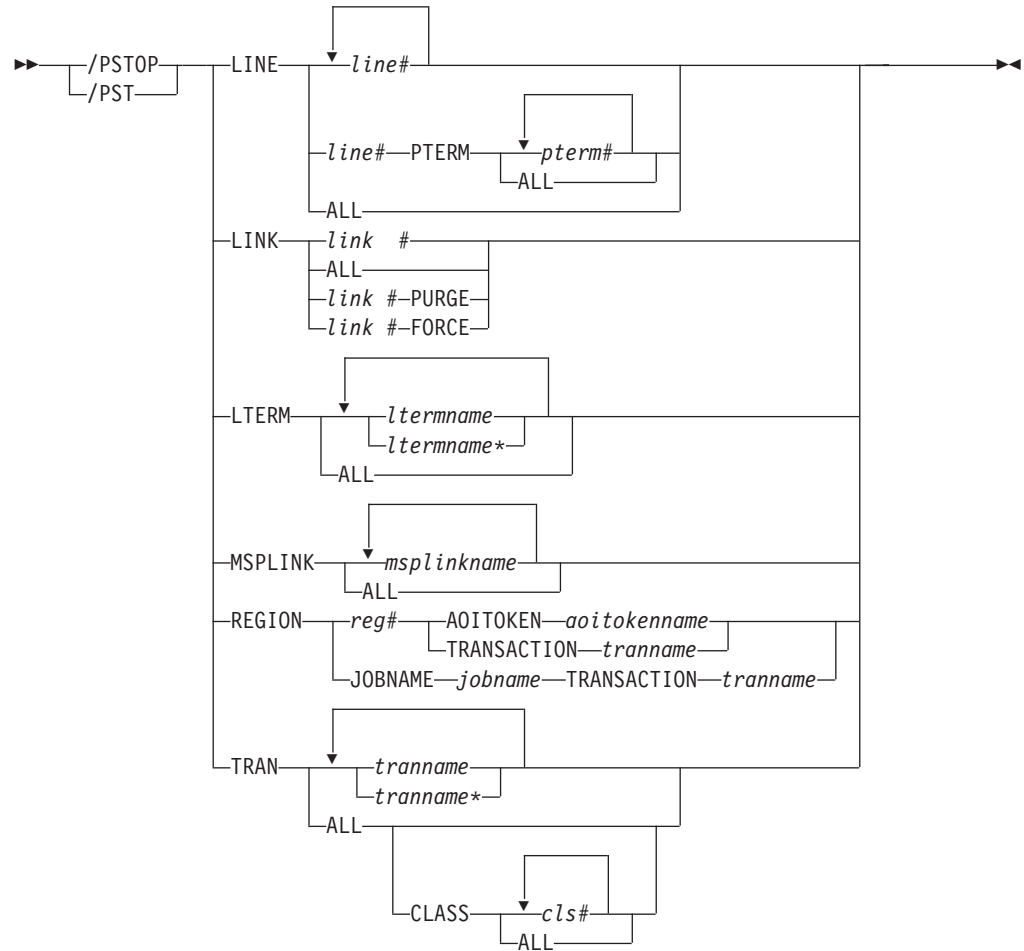 /PSTOP LINE line#
/PST
line# PTERM pterm#
ALL
ALL
LINK link #
ALL
link # PURGE
link # FORCE
LTERM ltermname
ltermname*
ALL
MSPLINK msplinkname
ALL
REGION reg# AOITOKEN aoitokenname
TRANSACTION tranname
JOBNAME jobname TRANSACTION tranname
TRAN tranname
tranname*
ALL
CLASS cls#
ALL